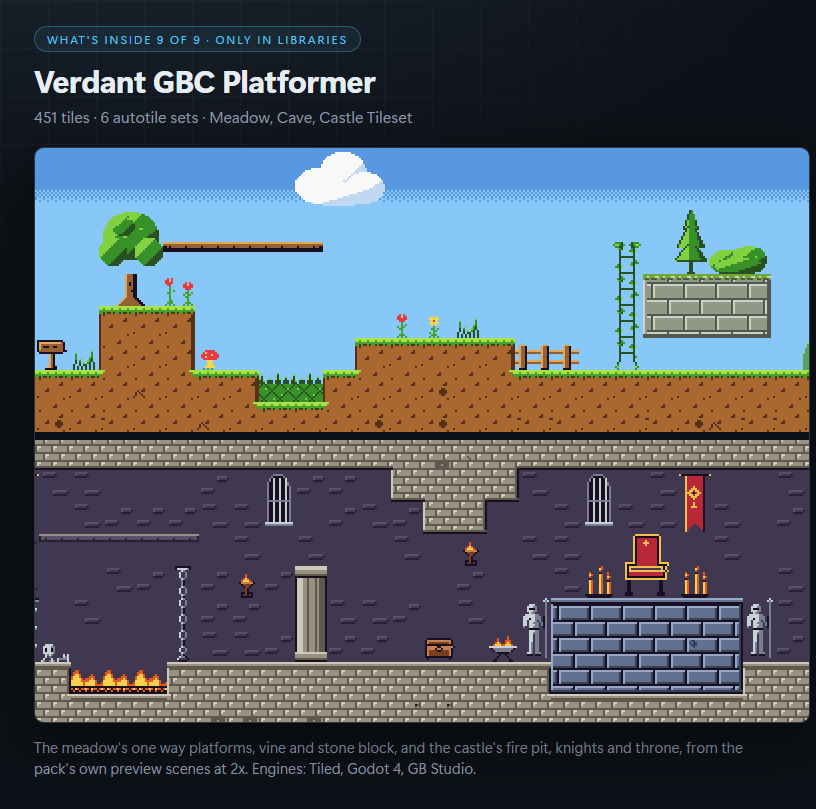 WHAT'S INSIDE 9 OF 9 · ONLY IN LIBRARIES
Verdant GBC Platformer
451 tiles · 6 autotile sets · Meadow, Cave, Castle Tileset
The meadow's one way platforms, vine and stone block, and the castle's fire pit, knights and throne, from the
pack's own preview scenes at 2x. Engines: Tiled, Godot 4, GB Studio.